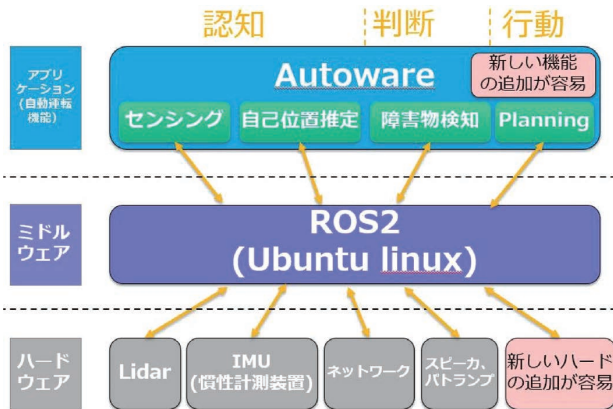 認知 判断 行動
アプリ
ケーション
(自動運転
機能)
Autoware
新しい機能
の追加が容易
センシング 自己位置推定 障害物検知 Planning
ミドル
ウェア
ROS2
(Ubuntu linux)
ハード
ウェア
Lidar
IMU
(慣性計測装置)
ネットワーク
スピーカ、
パトランプ
新しいハード
の追加が容易